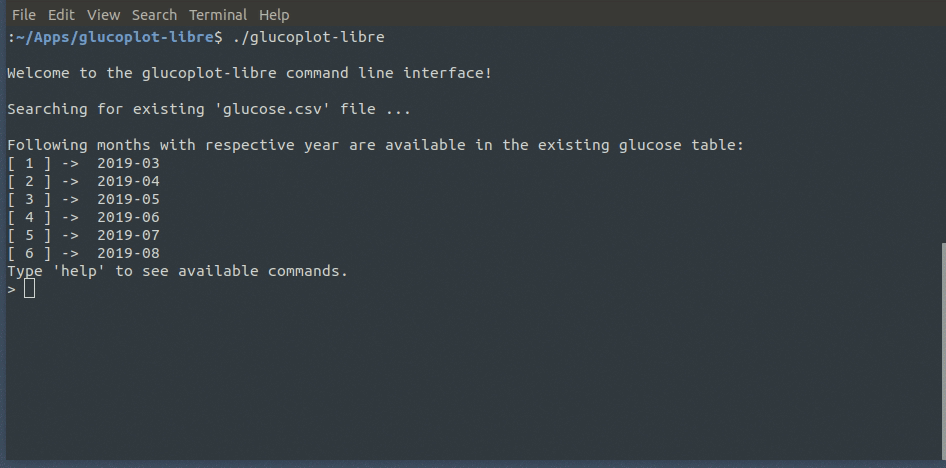 File Edit View Search Terminal Help
:~/Apps/glucoplot-libre$ ./glucoplot-libre
Welcome to the glucoplot-libre command line interface!
Searching for existing 'glucose.csv' file ...
Following months with respective year are available in the existing glucose table:
[ 1 ] ->  2019-03
[ 2 ] ->  2019-04
[ 3 ] ->  2019-05
[ 4 ] ->  2019-06
[ 5 ] ->  2019-07
[ 6 ] ->  2019-08
Type 'help' to see available commands.
>